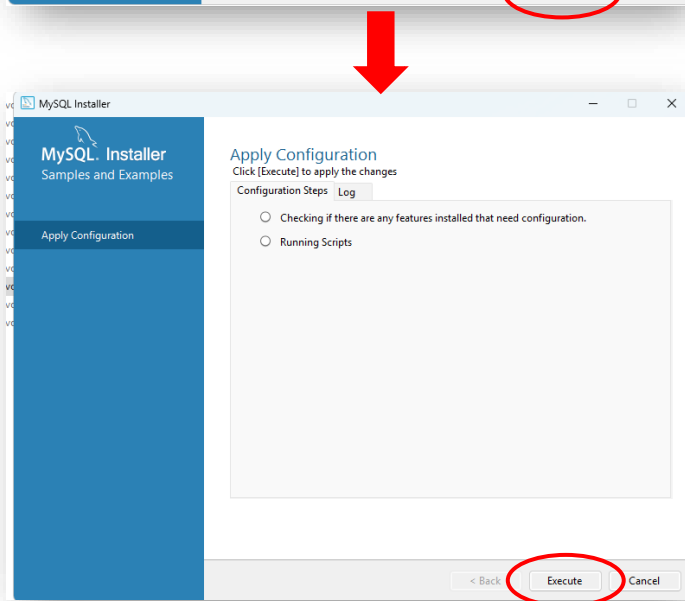 MySQL Installer
MySQL. Installer
Samples and Examples
Apply Configuration
Apply Configuration
Click [Execute] to apply the changes
Configuration Steps Log
Checking if there are any features installed that need configuration.
Running Scripts
< Back Execute Cancel